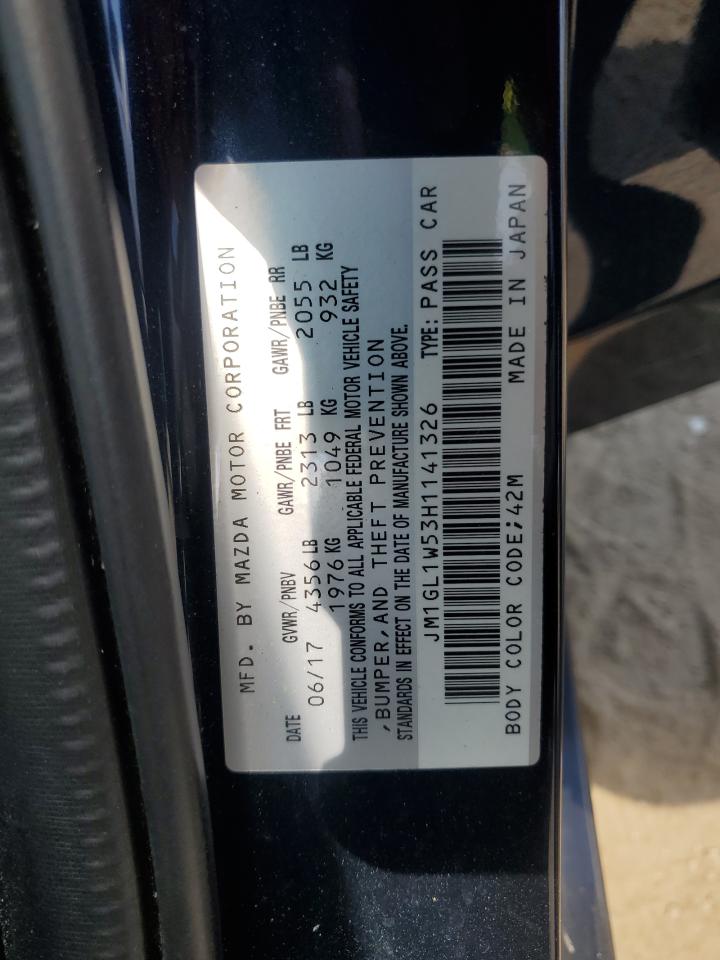 MFD. BY MAZDA MOTOR CORPORATION
DATE GVWR/PNBV GAWR/PNBE FRT GAWR/PNBE RR
06/17 4356 LB 2313 LB 2055 LB
1976 KG 1049 KG 932 KG
THIS VEHICLE CONFORMS TO ALL APPLICABLE FEDERAL MOTOR VEHICLE SAFETY
,BUMPER,AND THEFT PREVENTION
STANDARDS IN EFFECT ON THE DATE OF MANUFACTURE SHOWN ABOVE.
JM1GL1W53H1141326 TYPE: PASS CAR
BODY COLOR CODE;42M MADE IN JAPAN